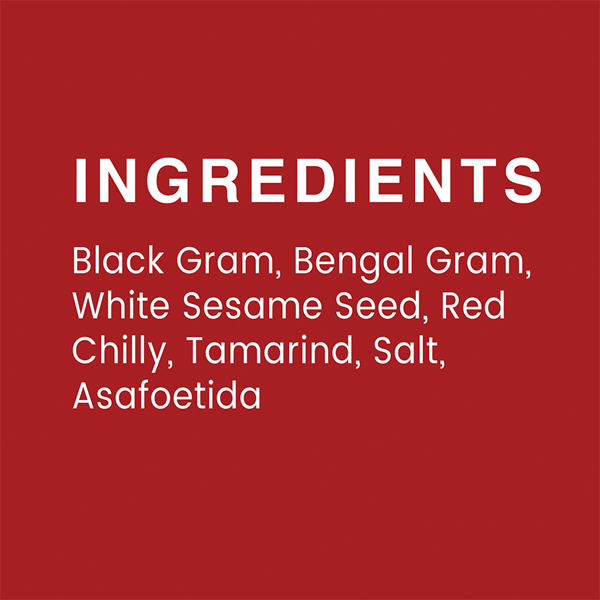 INGREDIENTS
Black Gram, Bengal Gram,
White Sesame Seed, Red
Chilly, Tamarind, Salt,
Asafoetida